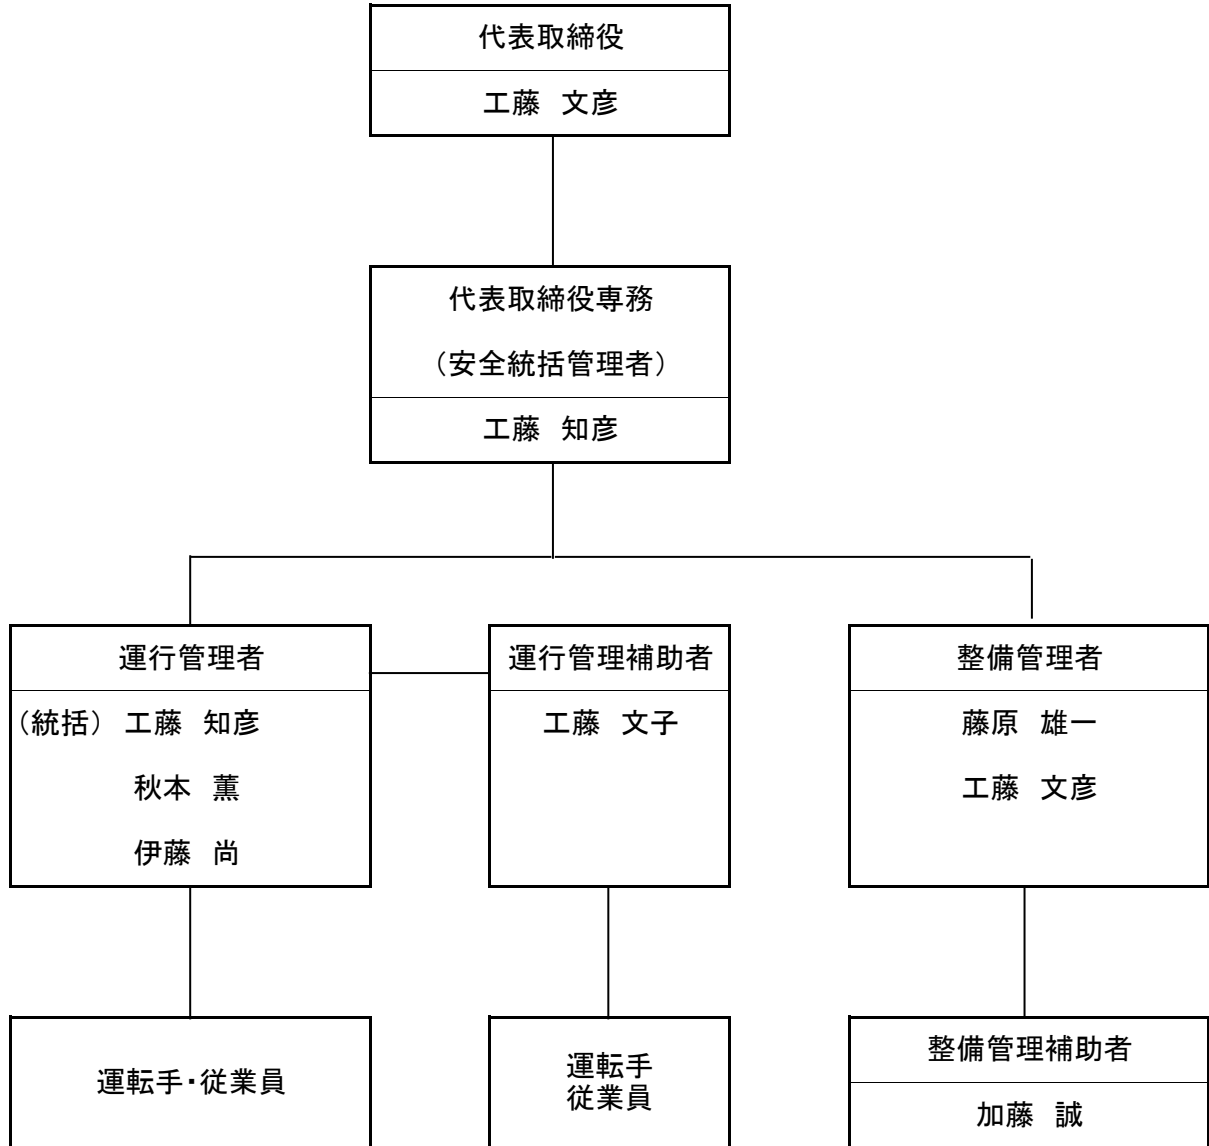 代表取締役
工藤　文彦
代表取締役専務
（安全統括管理者）
工藤　知彦
運行管理者
（統括） 工藤　知彦
秋本　薫
伊藤　尚
運行管理補助者
工藤　文子
整備管理者
藤原　雄一
工藤　文彦
運転手・従業員
運転手
従業員
整備管理補助者
加藤　誠